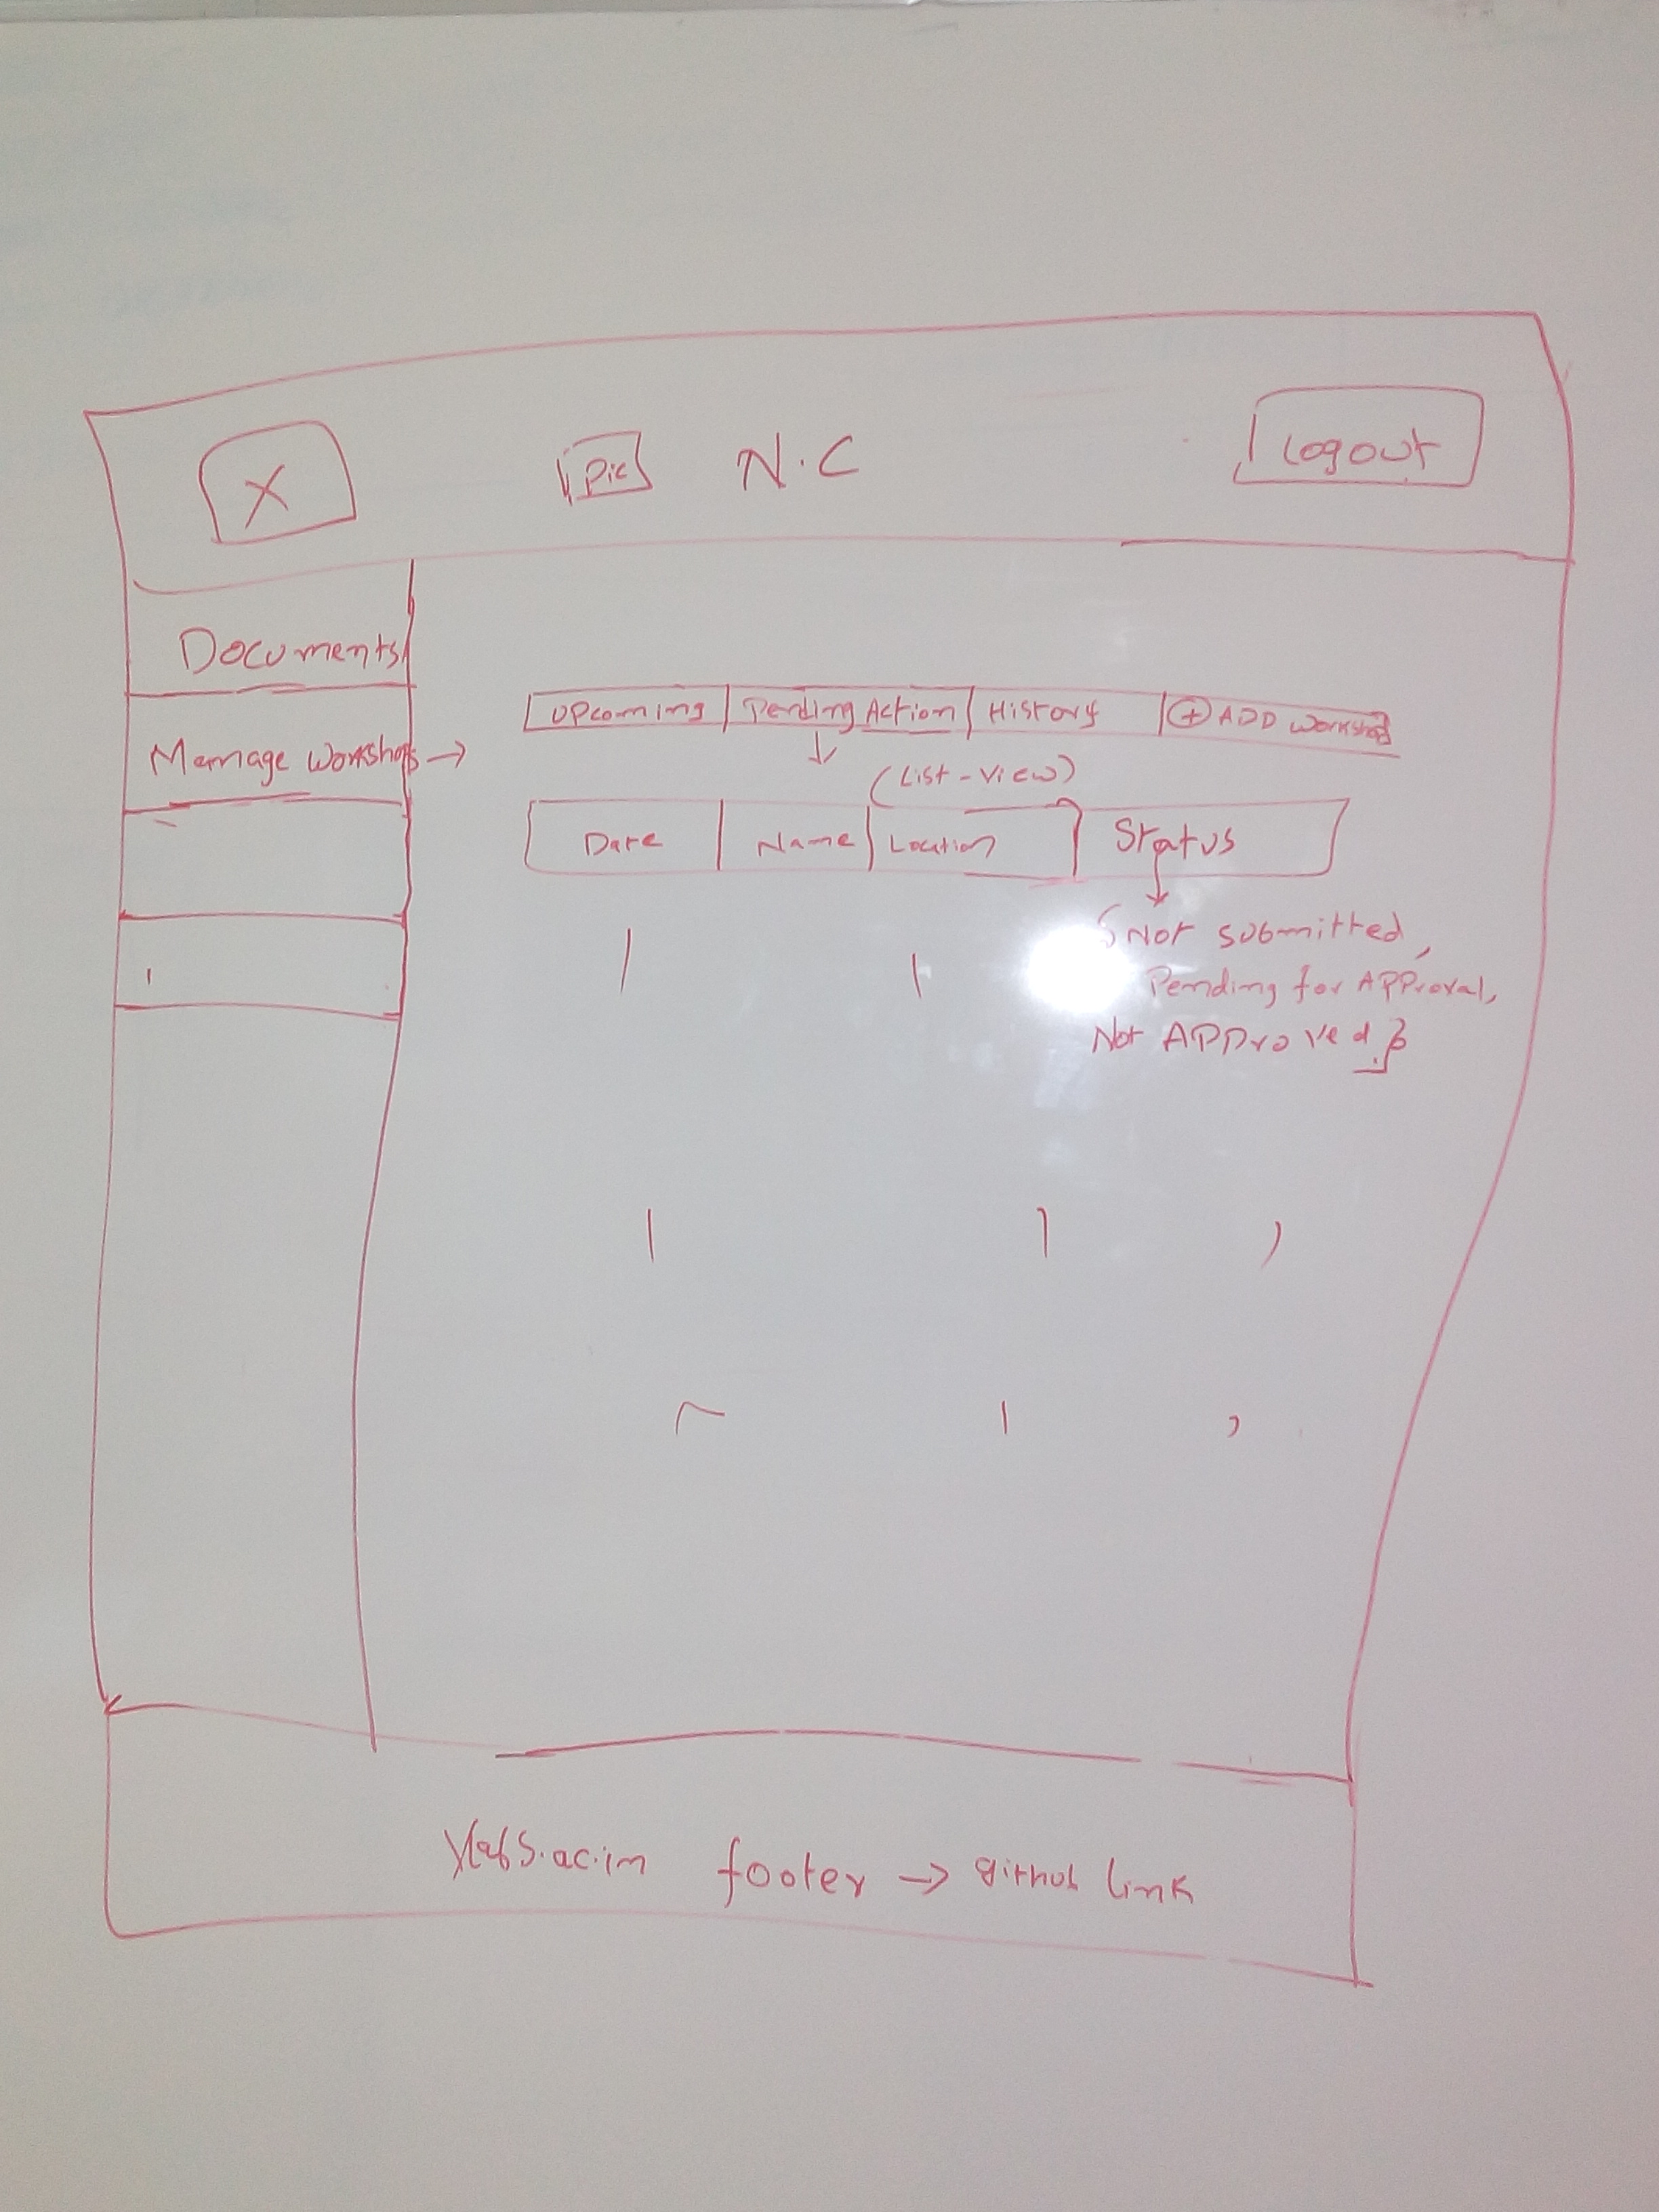 X
Pic N.C
Logout
Documents
Manage Workshops →
Upcoming Pending Action History + ADD Workshop
(List-View)
Date Name Location Status
{ Not submitted,
Pending for APProval,
Not APProved.}
Vlabs.ac.in footer → github link